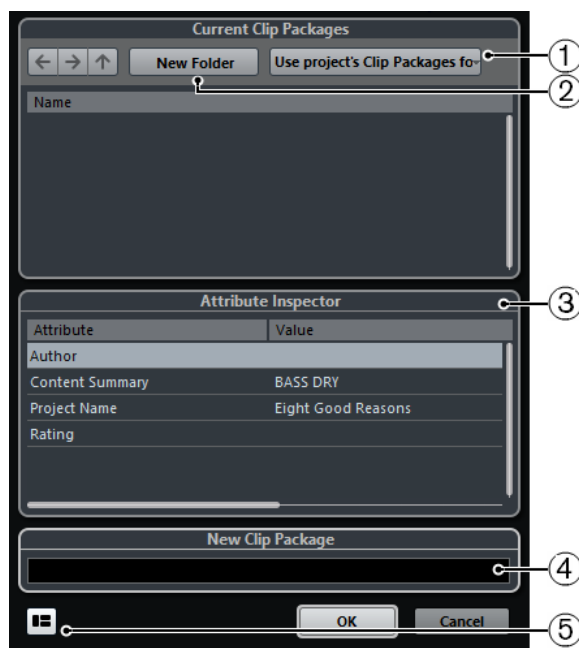 Current Clip Packages
New Folder
Use project's Clip Packages fo
①
②
Name
Attribute Inspector
③
Attribute Value
Author
Content Summary BASS DRY
Project Name Eight Good Reasons
Rating
New Clip Package
④
OK Cancel
⑤